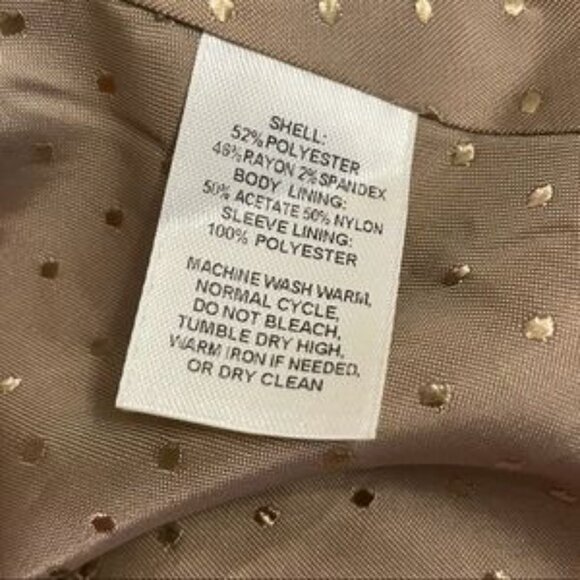 SHELL:
52% POLYESTER
46% RAYON 2% SPANDEX
BODY LINING:
50% ACETATE 50% NYLON
SLEEVE LINING:
100% POLYESTER
MACHINE WASH WARM,
NORMAL CYCLE,
DO NOT BLEACH,
TUMBLE DRY HIGH,
WARM IRON IF NEEDED,
OR DRY CLEAN